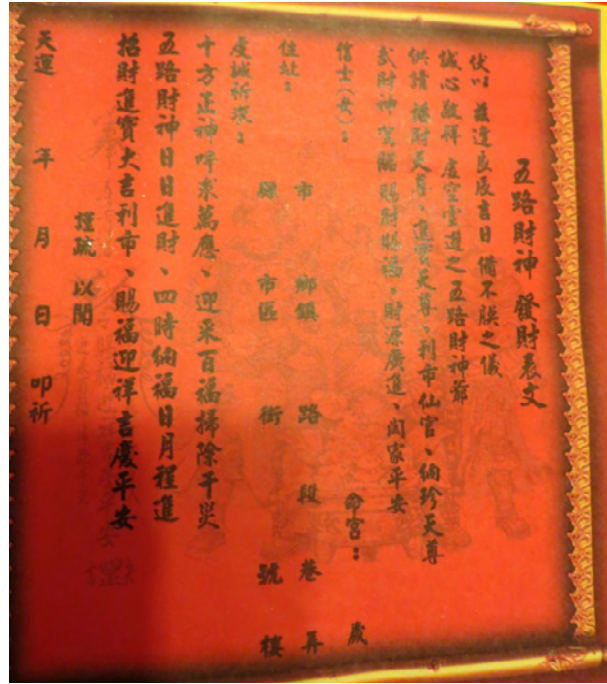 五路財神 發財表文
伏以 茲逢良辰吉日 備不腆之儀
誠心敬拜 虛空雲遊之五路財神爺
供請 招財天尊、進寶天尊、利市仙官、納珍天尊
武財神 賀臨 賜財賜福,財源廣進、闔家平安
信士(女): 命宮: 歲
住址: 市 鄉鎮 路 段 巷 弄
縣 市區 街 號 樓
虔誠祈求:
十方正神呼求萬應、迎來百福掃除千災
五路財神日日進財、四時納福日月程進
招財進寶大吉利市、賜福迎祥吉慶平安
謹疏 以聞
天運 年 月 日 叩祈